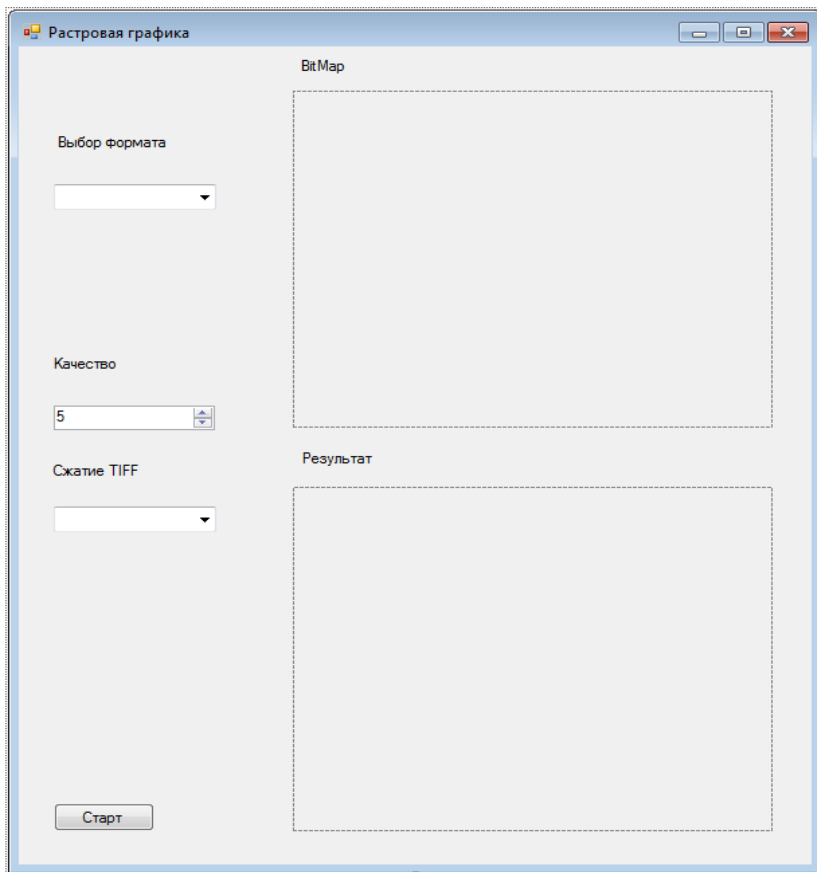 Растровая графика
BitMap
Выбор формата
Качество
5
Сжатие TIFF
Результат
Старт